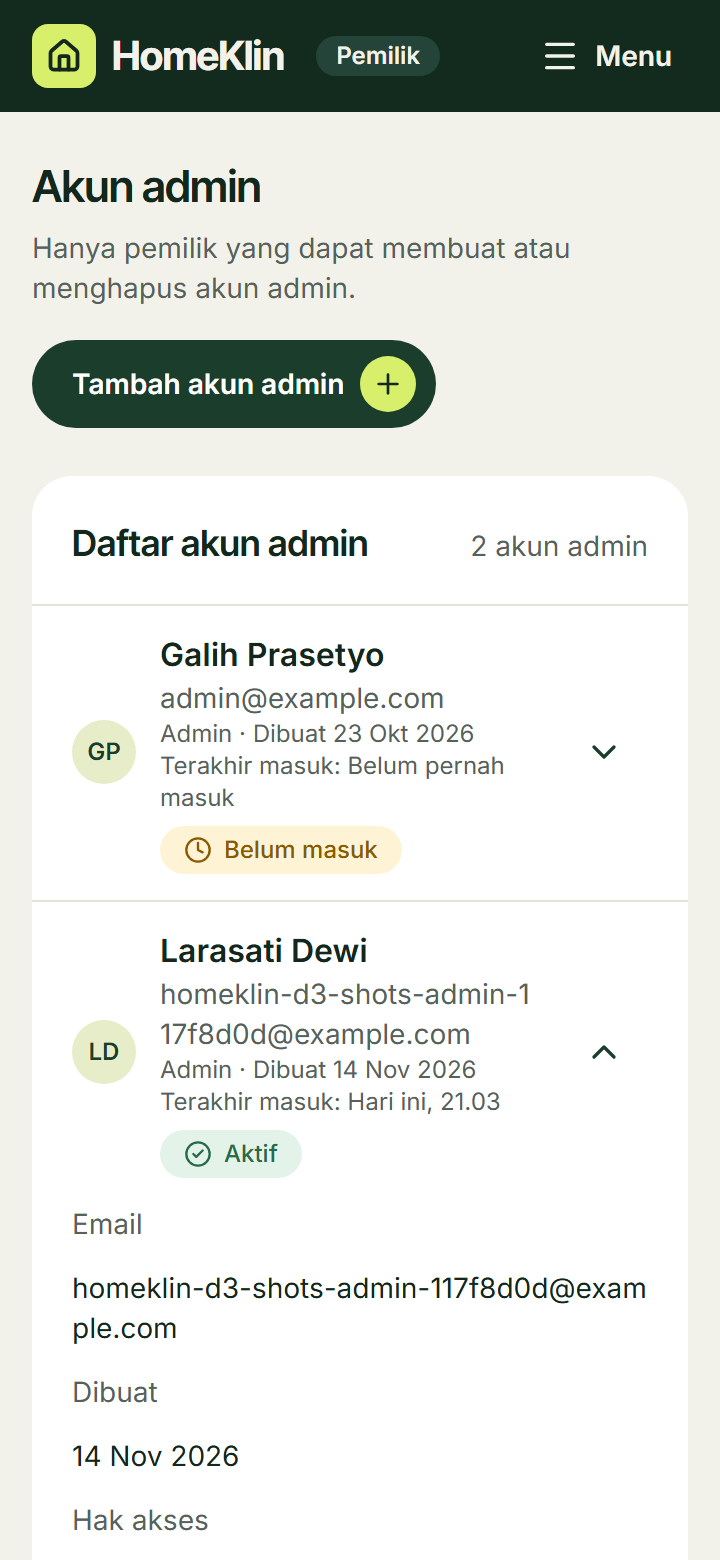 HomeKlin
Pemilik
Menu
Akun admin
Hanya pemilik yang dapat membuat atau
menghapus akun admin.
Tambah akun admin
Daftar akun admin
2 akun admin
Galih Prasetyo
admin@example.com
GP
Admin · Dibuat 23 Okt 2026
Terakhir masuk: Belum pernah
masuk
Belum masuk
Larasati Dewi
homeklin-d3-shots-admin-1
17f8d0d@example.com
LD
Admin · Dibuat 14 Nov 2026
Terakhir masuk: Hari ini, 21.03
Aktif
Email
homeklin-d3-shots-admin-117f8d0d@exam
ple.com
Dibuat
14 Nov 2026
Hak akses